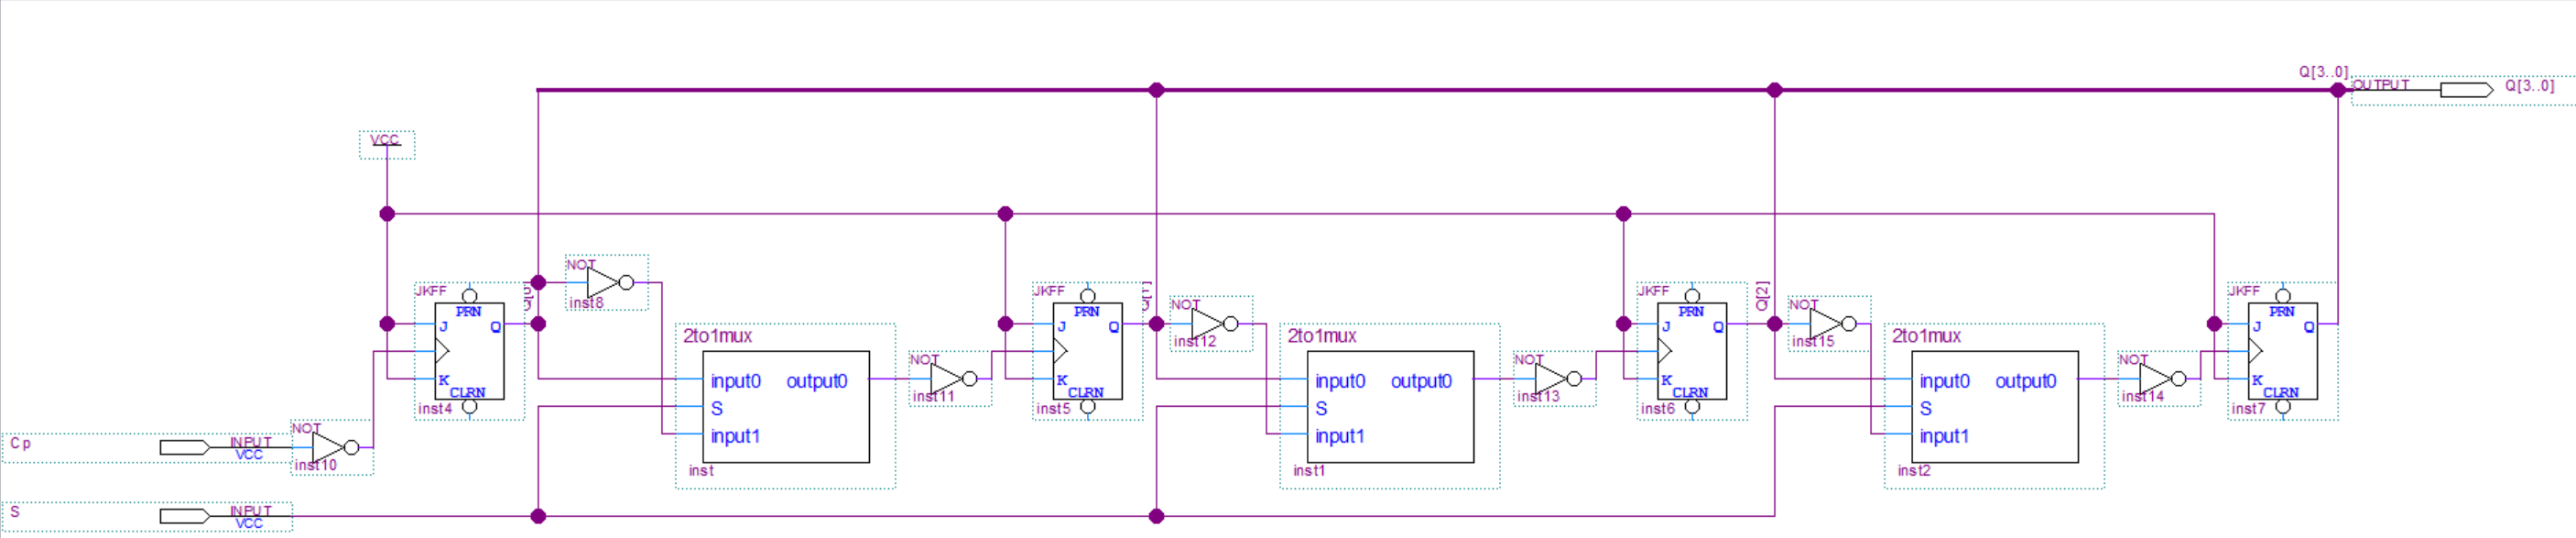 Q[3..0]
OUTPUT
Q[3..0]
VCC
NOT
inst8
JKFF
PRN
J
Q
K
CLRN
inst4
2to1mux
input0
output0
S
input1
inst
NOT
inst11
JKFF
PRN
J
Q
K
CLRN
inst5
NOT
inst12
2to1mux
input0
output0
S
input1
inst1
NOT
inst13
JKFF
PRN
J
Q
K
CLRN
inst6
Q[2]
NOT
inst15
2to1mux
input0
output0
S
input1
inst2
NOT
inst14
JKFF
PRN
J
Q
K
CLRN
inst7
Cp
INPUT
VCC
NOT
inst10
S
INPUT
VCC